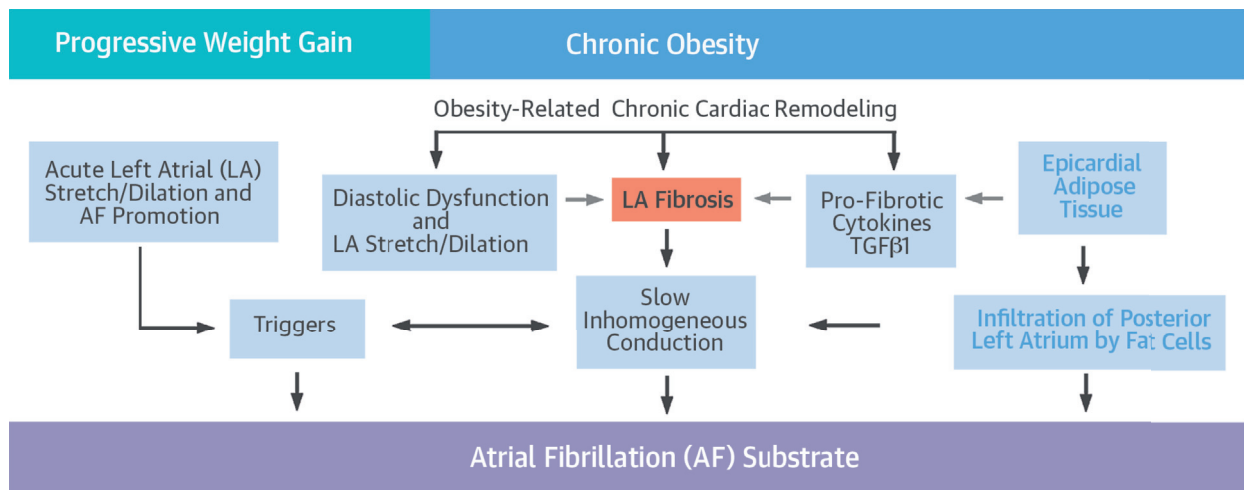 Progressive Weight Gain
Chronic Obesity
Obesity-Related Chronic Cardiac Remodeling
Acute Left Atrial (LA)
Stretch/Dilation and
AF Promotion
Diastolic Dysfunction
and
LA Stretch/Dilation
LA Fibrosis
Pro-Fibrotic
Cytokines
TGFβ1
Epicardial
Adipose
Tissue
Triggers
Slow
Inhomogeneous
Conduction
Infiltration of Posterior
Left Atrium by Fat Cells
Atrial Fibrillation (AF) Substrate